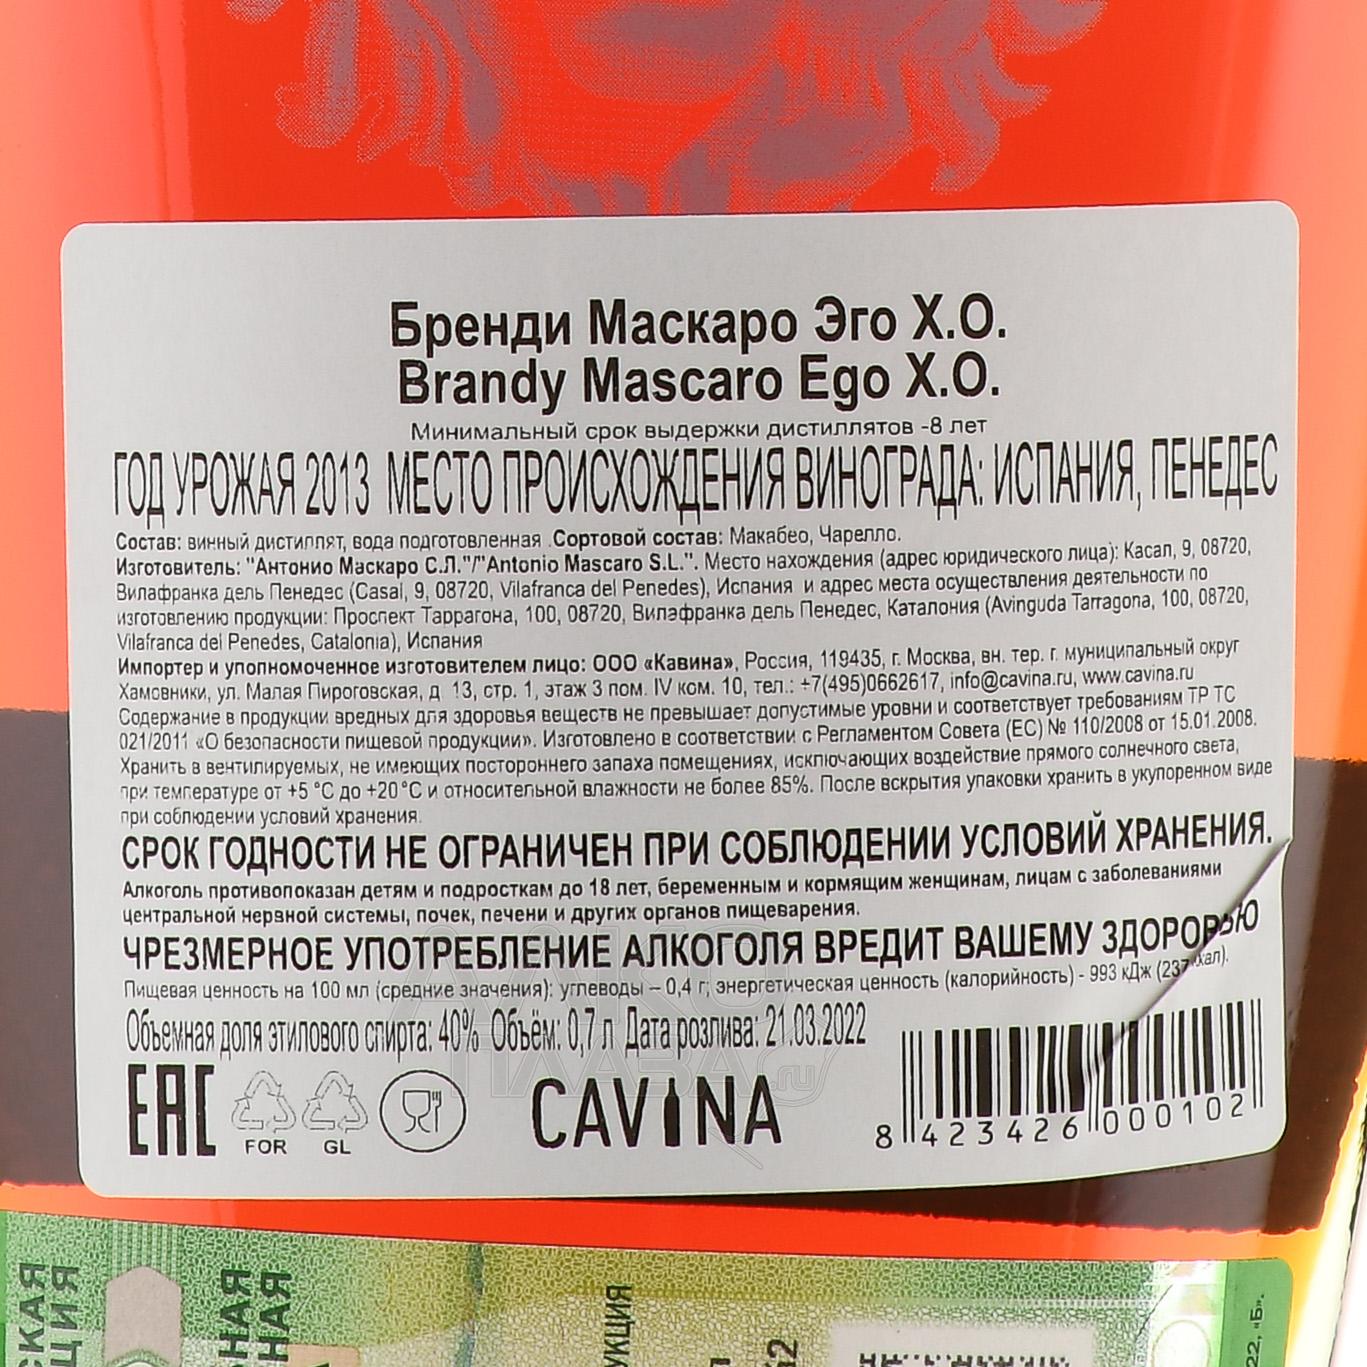 Бренди Маскаро Эго X.O.
Brandy Mascaro Ego X.O.
Минимальный срок выдержки дистиллятов -8 лет
ГОД УРОЖАЯ 2013 МЕСТО ПРОИСХОЖДЕНИЯ ВИНОГРАДА: ИСПАНИЯ, ПЕНЕДЕС
Состав: винный дистиллят, вода подготовленная .Сортовой состав: Макабео, Чарелло.
Изготовитель: "Антонио Маскаро С.Л."/"Antonio Mascaro S.L.". Место нахождения (адрес юридического лица): Касал, 9, 08720,
Вилафранка дель Пенедес (Casal, 9, 08720, Vilafranca del Penedes), Испания и адрес места осуществления деятельности по
изготовлению продукции: Проспект Таррагона, 100, 08720, Вилафранка дель Пенедес, Каталония (Avinguda Tarragona, 100, 08720,
Vilafranca del Penedes, Catalonia), Испания
Импортер и упопномоченное изготовителем лицо: ООО «Кавина», Россия, 119435, г. Москва, вн. тер. г. муниципальный округ
Хамовники, ул. Малая Пироговская, д. 13, стр. 1, этаж 3 пом. IV ком. 10, тел.: +7(495)0662617, info@cavina.ru, www.cavina.ru
Содержание в продукции вредных для здоровья веществ не превышает допустимые уровни и соответствует требованиям ТР ТС
021/2011 «О безопасности пищевой продукции». Изготовлено в соответствии с Регламентом Совета (ЕС) № 110/2008 от 15.01.2008.
Хранить в вентилируемых, не имеющих постороннего запаха помещениях, исключающих воздействие прямого солнечного света,
при температуре от +5 °С до +20 °С и относительной влажности не более 85%. После вскрытия упаковки хранить в укупоренном виде
при соблюдении условий хранения.
СРОК ГОДНОСТИ НЕ ОГРАНИЧЕН ПРИ СОБЛЮДЕНИИ УСЛОВИЙ ХРАНЕНИЯ.
Алкоголь противопоказан детям и подросткам до 18 лет, беременным и кормящим женщинам, лицам с заболеваниями
центральной нервной системы, почек, печени и других органов пищеварения.
ЧРЕЗМЕРНОЕ УПОТРЕБЛЕНИЕ АЛКОГОЛЯ ВРЕДИТ ВАШЕМУ ЗДОРОВЬЮ
Пищевая ценность на 100 мл (средние значения): углеводы – 0,4 г; энергетическая ценность (калорийность) - 993 кДж (237 ккал).
Объемная доля этилового спирта: 40% Объём: 0,7 л Дата розлива: 21.03.2022
EAC
FOR
GL
CAVINA
8 423426 000102
АЛКО
ПЛАЗА.ru
СКАЯ
ЦИЯ
НАЯ
НАЯ
УКЦИЯ
22, «Б».